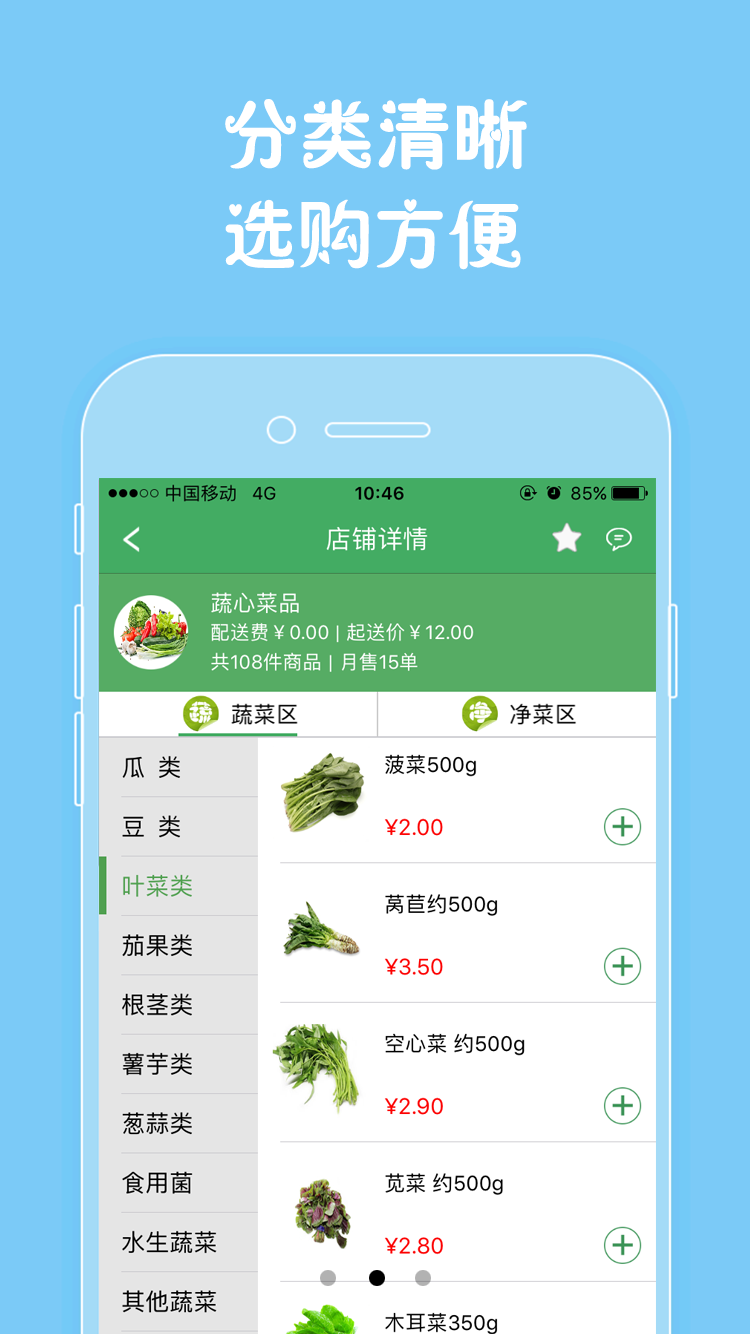 分类清晰
选购方便
中国移动 4G 10:46 85%
店铺详情
蔬心菜品
配送费￥0.00 | 起送价￥12.00
共108件商品 | 月售15单
蔬 蔬菜区 净 净菜区
瓜 类
豆 类
叶菜类
茄果类
根茎类
薯芋类
葱蒜类
食用菌
水生蔬菜
其他蔬菜
菠菜500g
¥2.00
莴苣约500g
¥3.50
空心菜 约500g
¥2.90
苋菜 约500g
¥2.80
木耳菜350g